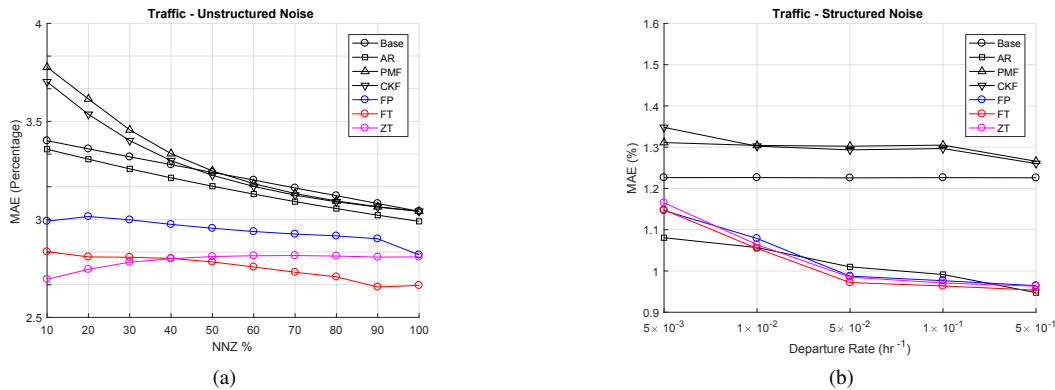 Traffic - Unstructured Noise
4
3.5
3.0
2.5
MAE (Percentage)
10 20 30 40 50 60 70 80 90 100
NNZ %
Base
AR
PMF
CKF
FP
FT
ZT
(a)
Traffic - Structured Noise
1.6
1.5
1.4
1.3
1.2
1.1
1
0.9
MAE (%)
5 × 10⁻³ 1 × 10⁻² 5 × 10⁻² 1 × 10⁻¹ 5 × 10⁻¹
Departure Rate (hr⁻¹)
Base
AR
PMF
CKF
FP
FT
ZT
(b)